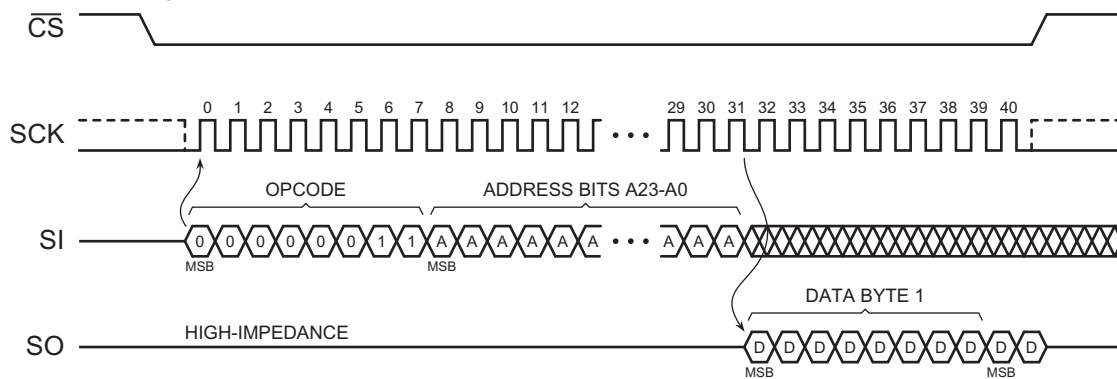 CS
0 1 2 3 4 5 6 7 8 9 10 11 12 29 30 31 32 33 34 35 36 37 38 39 40
SCK
OPCODE ADDRESS BITS A23-A0
SI 0 0 0 0 0 0 1 1 A A A A A A ••• A A A
MSB MSB
DATA BYTE 1
HIGH-IMPEDANCE
SO D D D D D D D D D D
MSB MSB